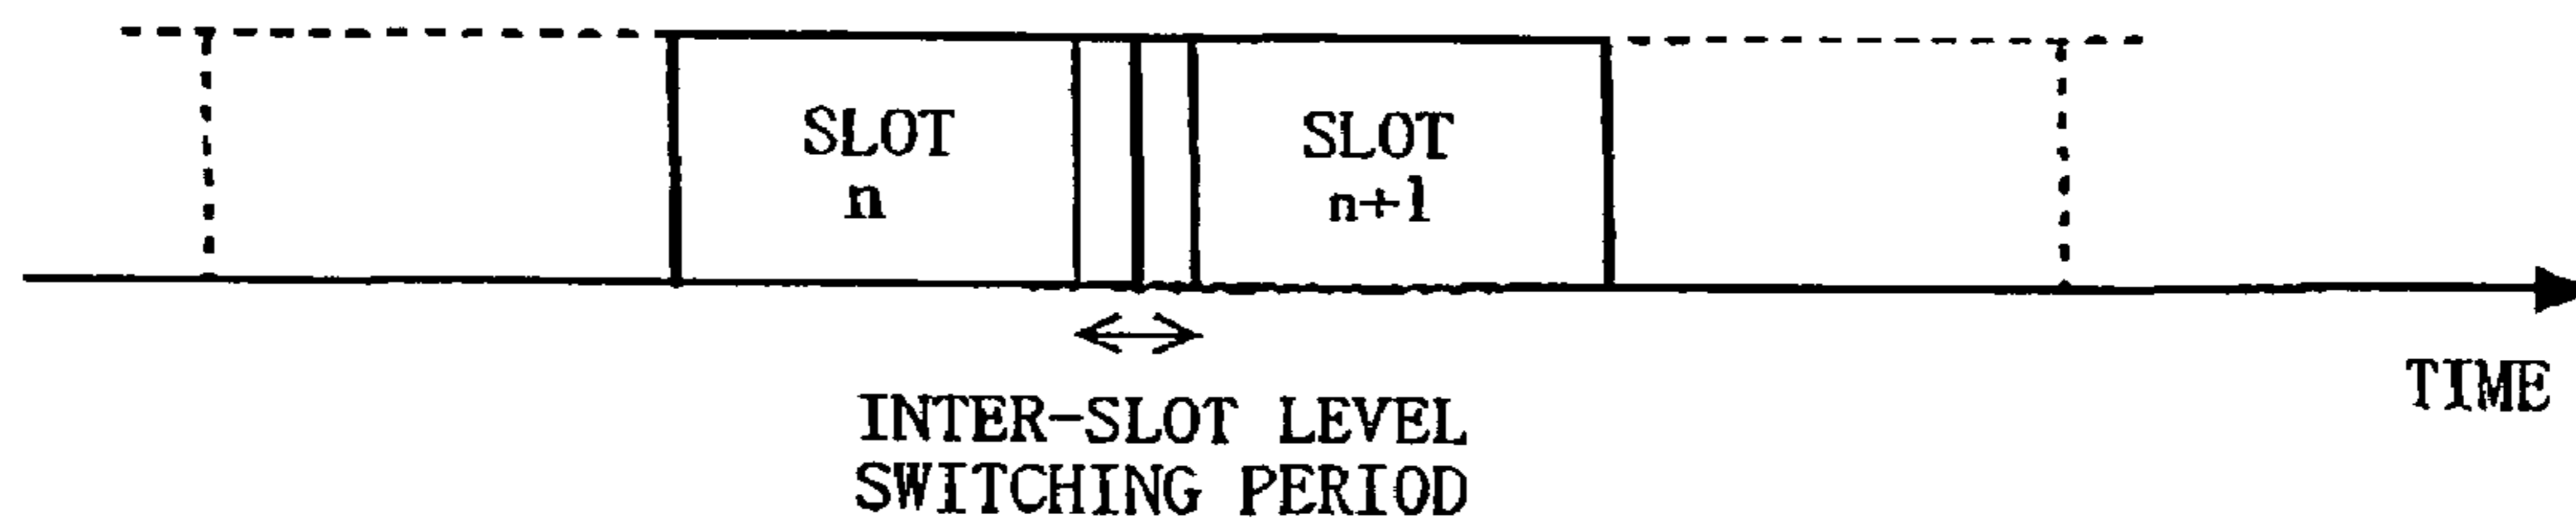 SLOT
n
SLOT
n+1
TIME
INTER-SLOT LEVEL
SWITCHING PERIOD